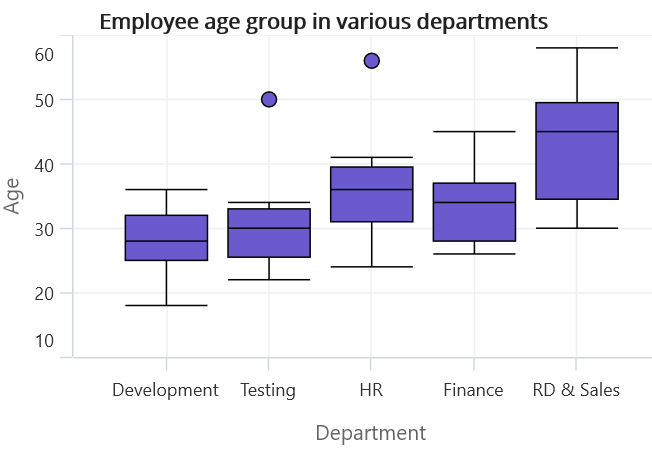 Employee age group in various departments
60
50
40
30
20
10
Age
Development Testing HR Finance RD & Sales
Department